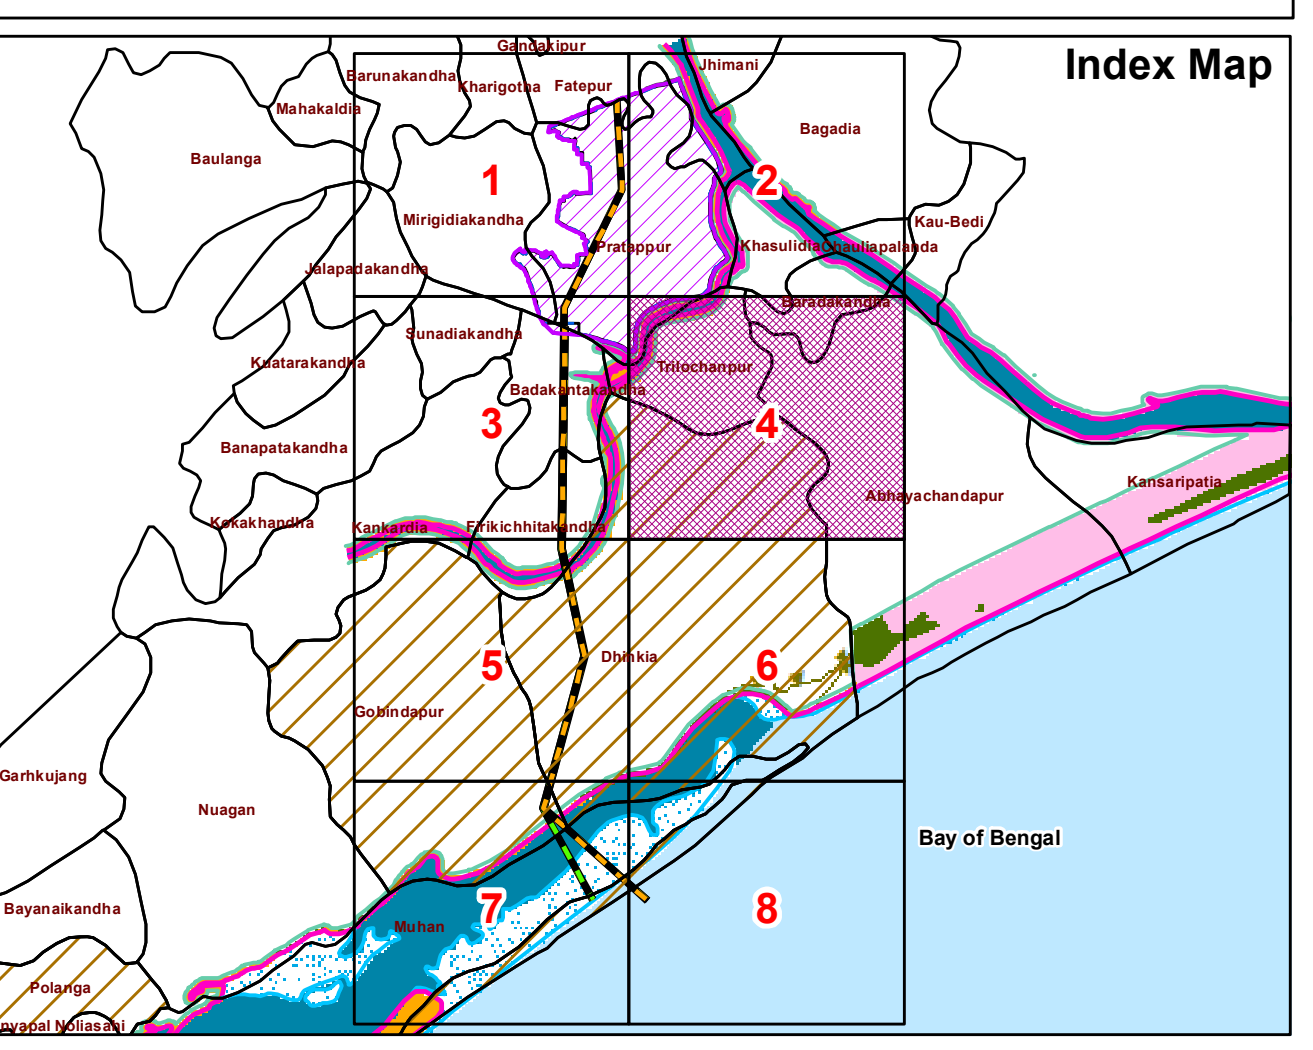 Gandakipur
Index Map
Jhimani
Barunakandha
Kharigotha
Fatepur
Mahakaldia
Bagadia
Baulanga
1
2
Mirigidiakandha
Kau-Bedi
Pratappur
Khasulidia
Chauliapalanda
Jalapadakandha
Baradakandha
Sunadiakandha
Kuatarakandha
Trilochanpur
Badakantakandha
3
4
Banapatakandha
Kansaripatia
Abhayachandapur
Kokakhandha
Kankardia
Firikichhitakandha
Dhinkia
5
6
Gobindapur
Garhkujang
Nuagan
Bay of Bengal
Bayanaikandha
7
8
Muhan
Polanga
nyapal Noliasahi